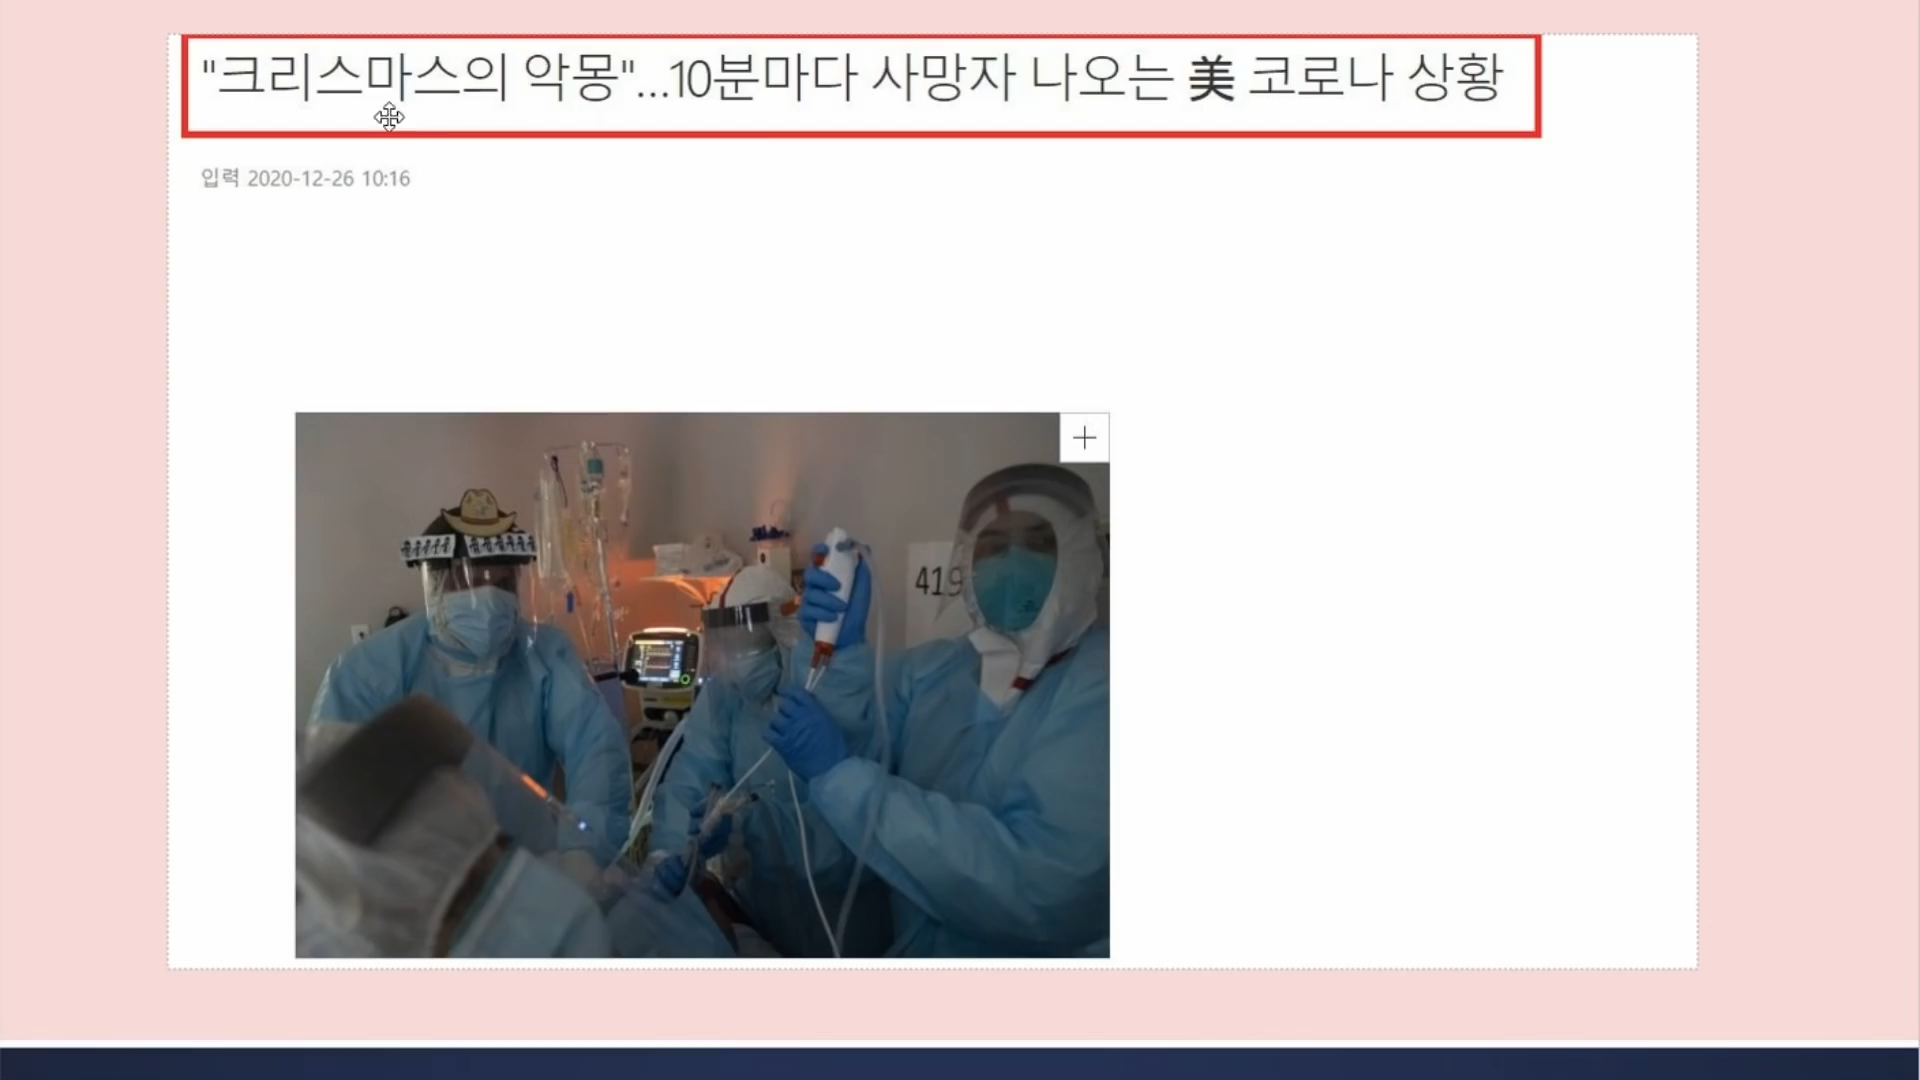 "크리스마스의 악몽"...10분마다 사망자 나오는 美 코로나 상황
입력 2020-12-26 10:16
419